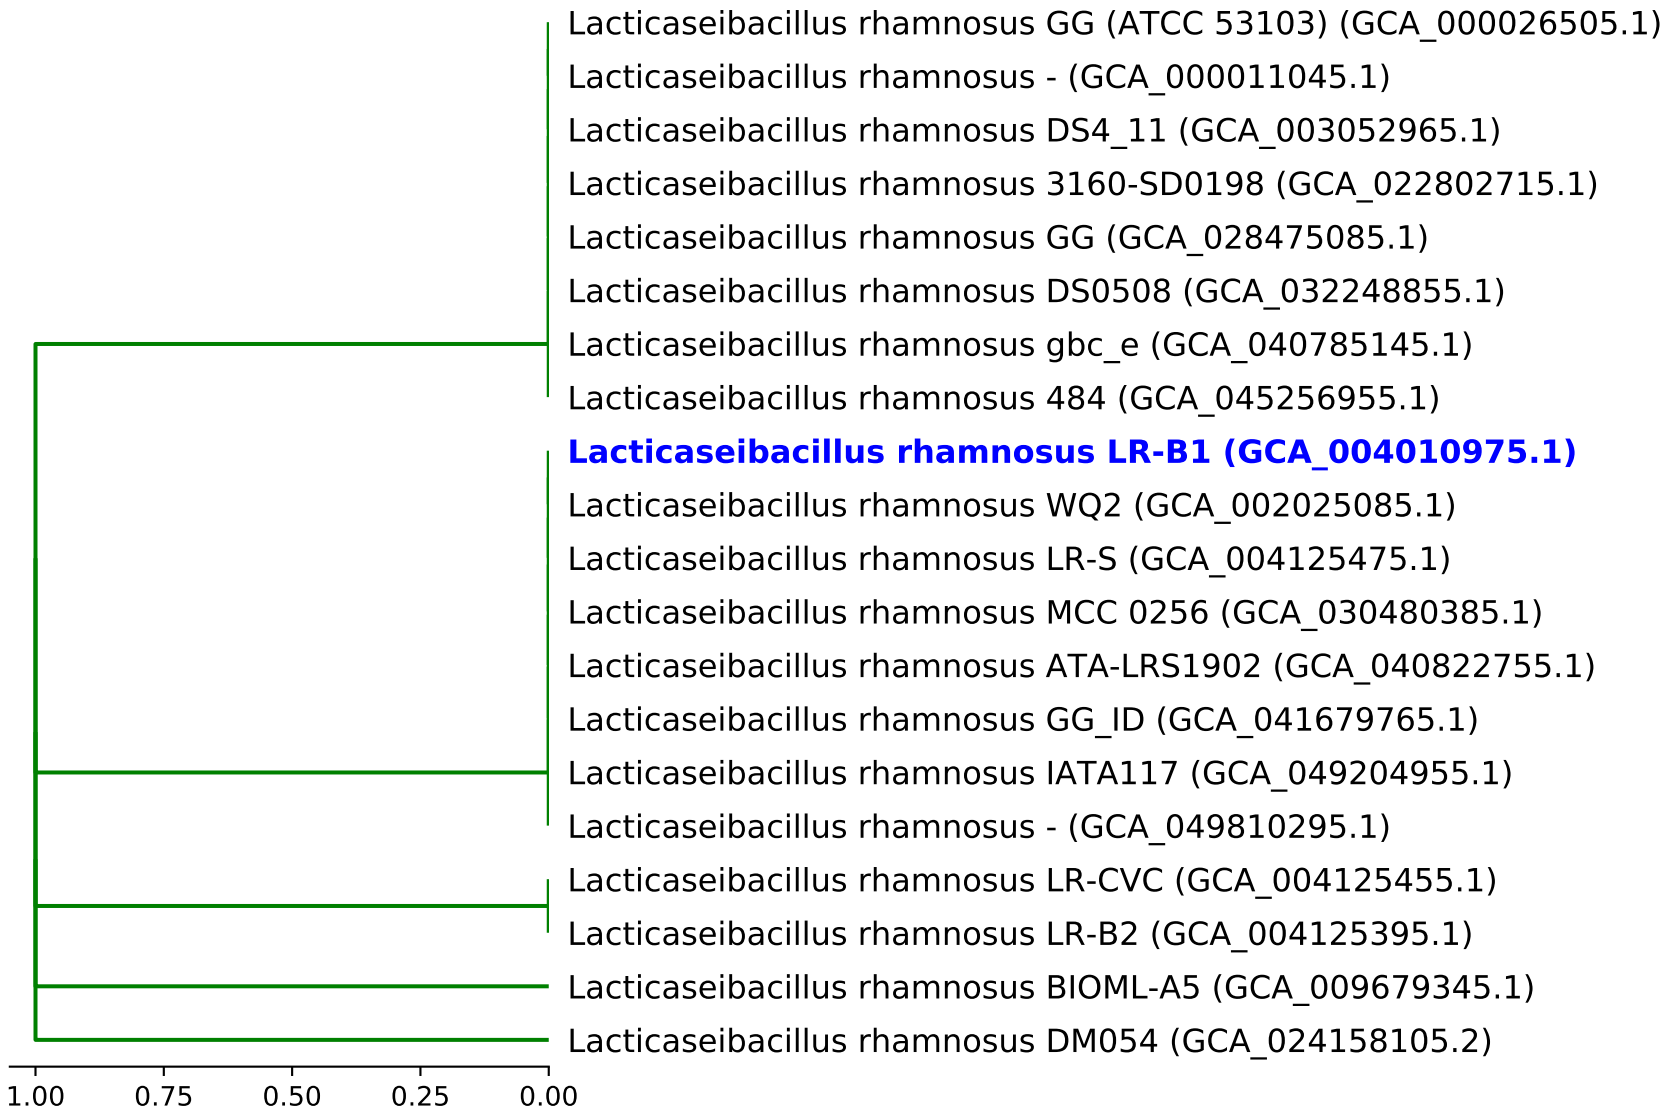 Lacticaseibacillus rhamnosus GG (ATCC 53103) (GCA_000026505.1)
Lacticaseibacillus rhamnosus - (GCA_000011045.1)
Lacticaseibacillus rhamnosus DS4_11 (GCA_003052965.1)
Lacticaseibacillus rhamnosus 3160-SD0198 (GCA_022802715.1)
Lacticaseibacillus rhamnosus GG (GCA_028475085.1)
Lacticaseibacillus rhamnosus DS0508 (GCA_032248855.1)
Lacticaseibacillus rhamnosus gbc_e (GCA_040785145.1)
Lacticaseibacillus rhamnosus 484 (GCA_045256955.1)
Lacticaseibacillus rhamnosus LR-B1 (GCA_004010975.1)
Lacticaseibacillus rhamnosus WQ2 (GCA_002025085.1)
Lacticaseibacillus rhamnosus LR-S (GCA_004125475.1)
Lacticaseibacillus rhamnosus MCC 0256 (GCA_030480385.1)
Lacticaseibacillus rhamnosus ATA-LRS1902 (GCA_040822755.1)
Lacticaseibacillus rhamnosus GG_ID (GCA_041679765.1)
Lacticaseibacillus rhamnosus IATA117 (GCA_049204955.1)
Lacticaseibacillus rhamnosus - (GCA_049810295.1)
Lacticaseibacillus rhamnosus LR-CVC (GCA_004125455.1)
Lacticaseibacillus rhamnosus LR-B2 (GCA_004125395.1)
Lacticaseibacillus rhamnosus BIOML-A5 (GCA_009679345.1)
Lacticaseibacillus rhamnosus DM054 (GCA_024158105.2)
1.00 0.75 0.50 0.25 0.00